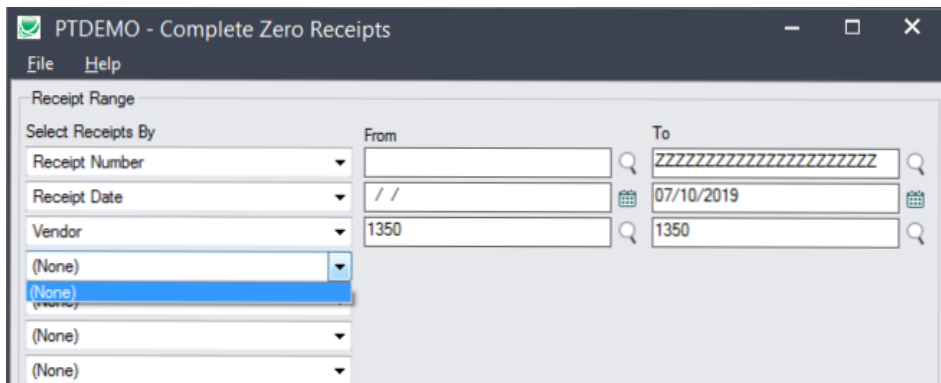 PTDEMO - Complete Zero Receipts
File Help
Receipt Range
Select Receipts By From To
Receipt Number ZZZZZZZZZZZZZZZZZZZZZZ
Receipt Date / / 07/10/2019
Vendor 1350 1350
(None)
(None)
(None)
(None)
(None)